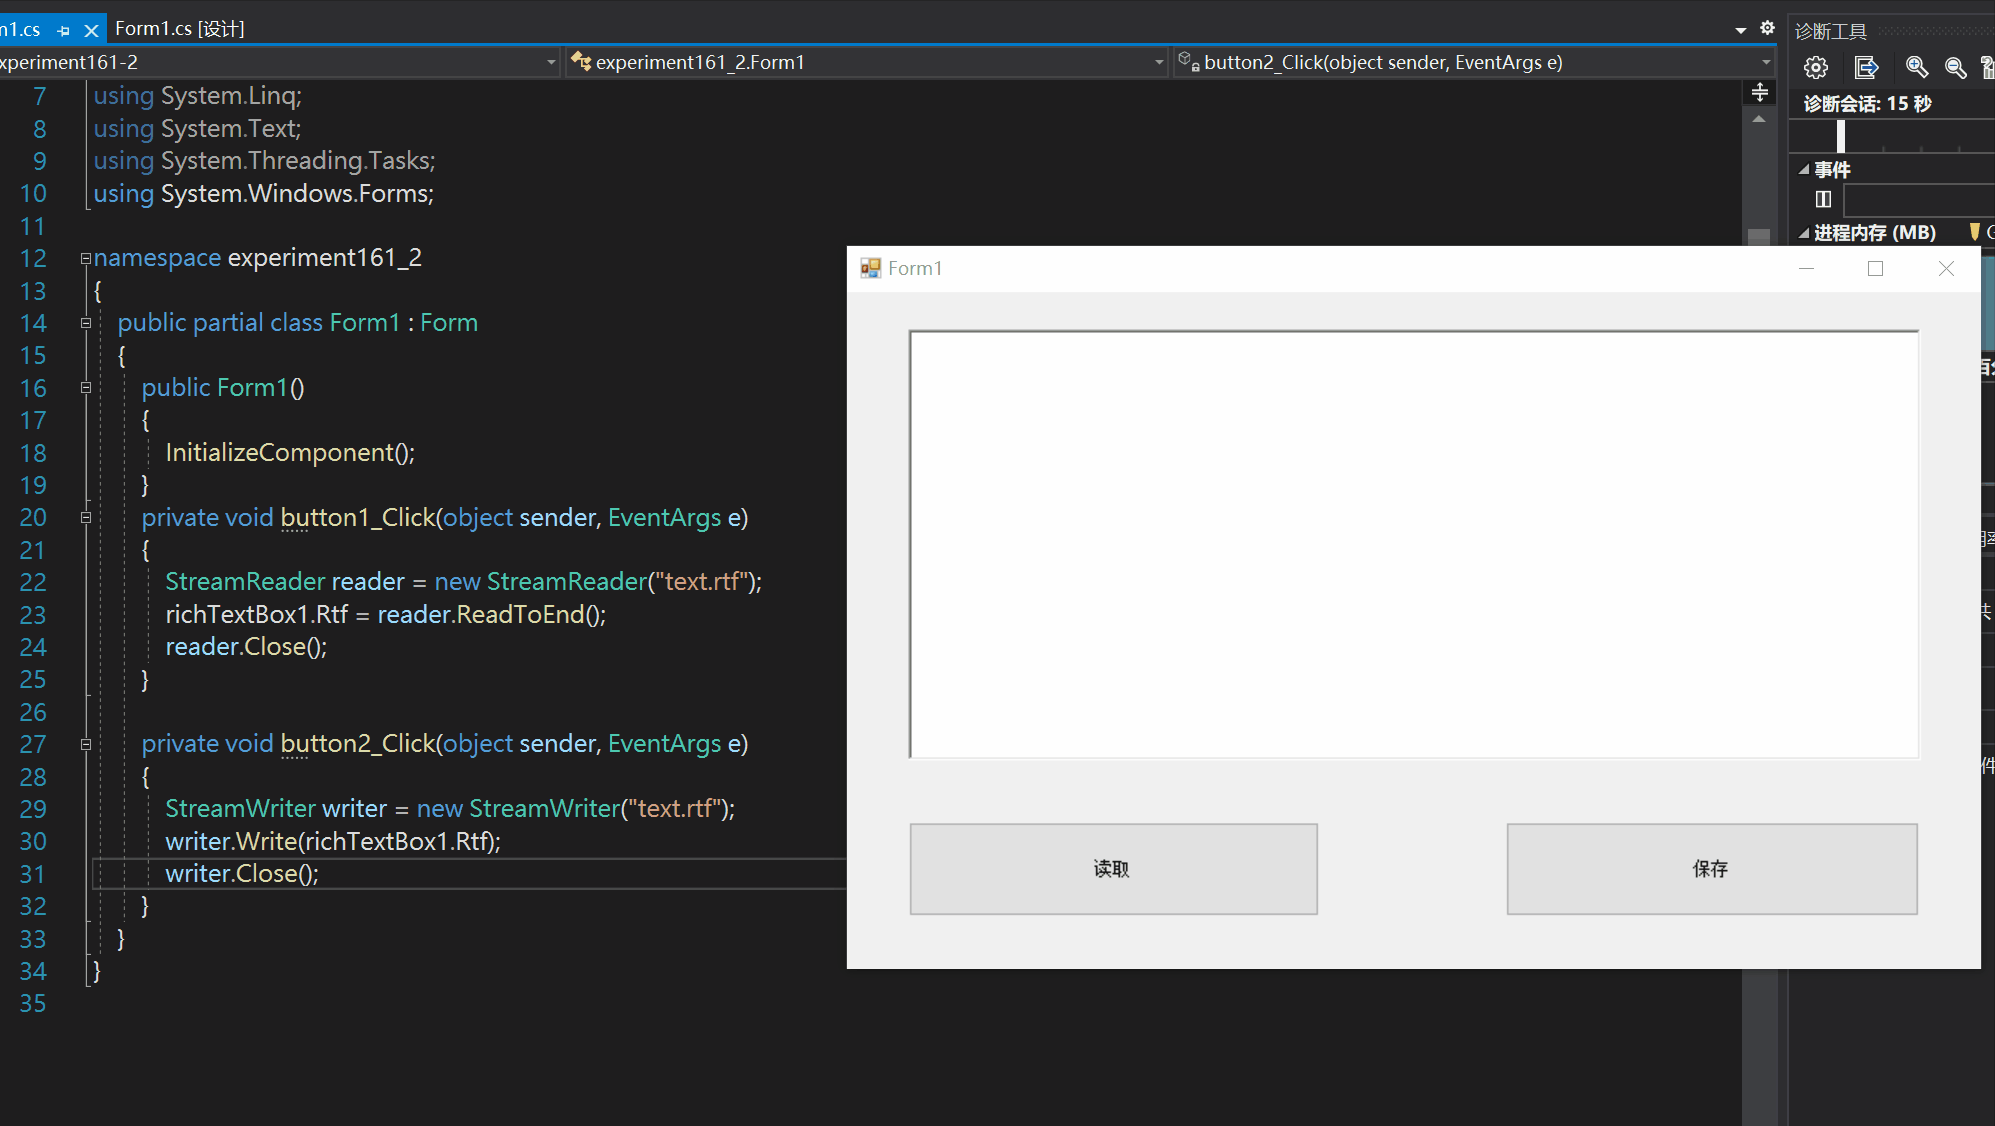 m1.cs
Form1.cs [设计]
xperiment161-2
experiment161_2.Form1
button2_Click(object sender, EventArgs e)
诊断工具
诊断会话: 15 秒
事件
进程内存 (MB)
7 using System.Linq;
8 using System.Text;
9 using System.Threading.Tasks;
10 using System.Windows.Forms;
11
12 namespace experiment161_2
13 {
14 public partial class Form1 : Form
15 {
16 public Form1()
17 {
18 InitializeComponent();
19 }
20 private void button1_Click(object sender, EventArgs e)
21 {
22 StreamReader reader = new StreamReader("text.rtf");
23 richTextBox1.Rtf = reader.ReadToEnd();
24 reader.Close();
25 }
26
27 private void button2_Click(object sender, EventArgs e)
28 {
29 StreamWriter writer = new StreamWriter("text.rtf");
30 writer.Write(richTextBox1.Rtf);
31 writer.Close();
32 }
33 }
34 }
35
Form1
读取
保存